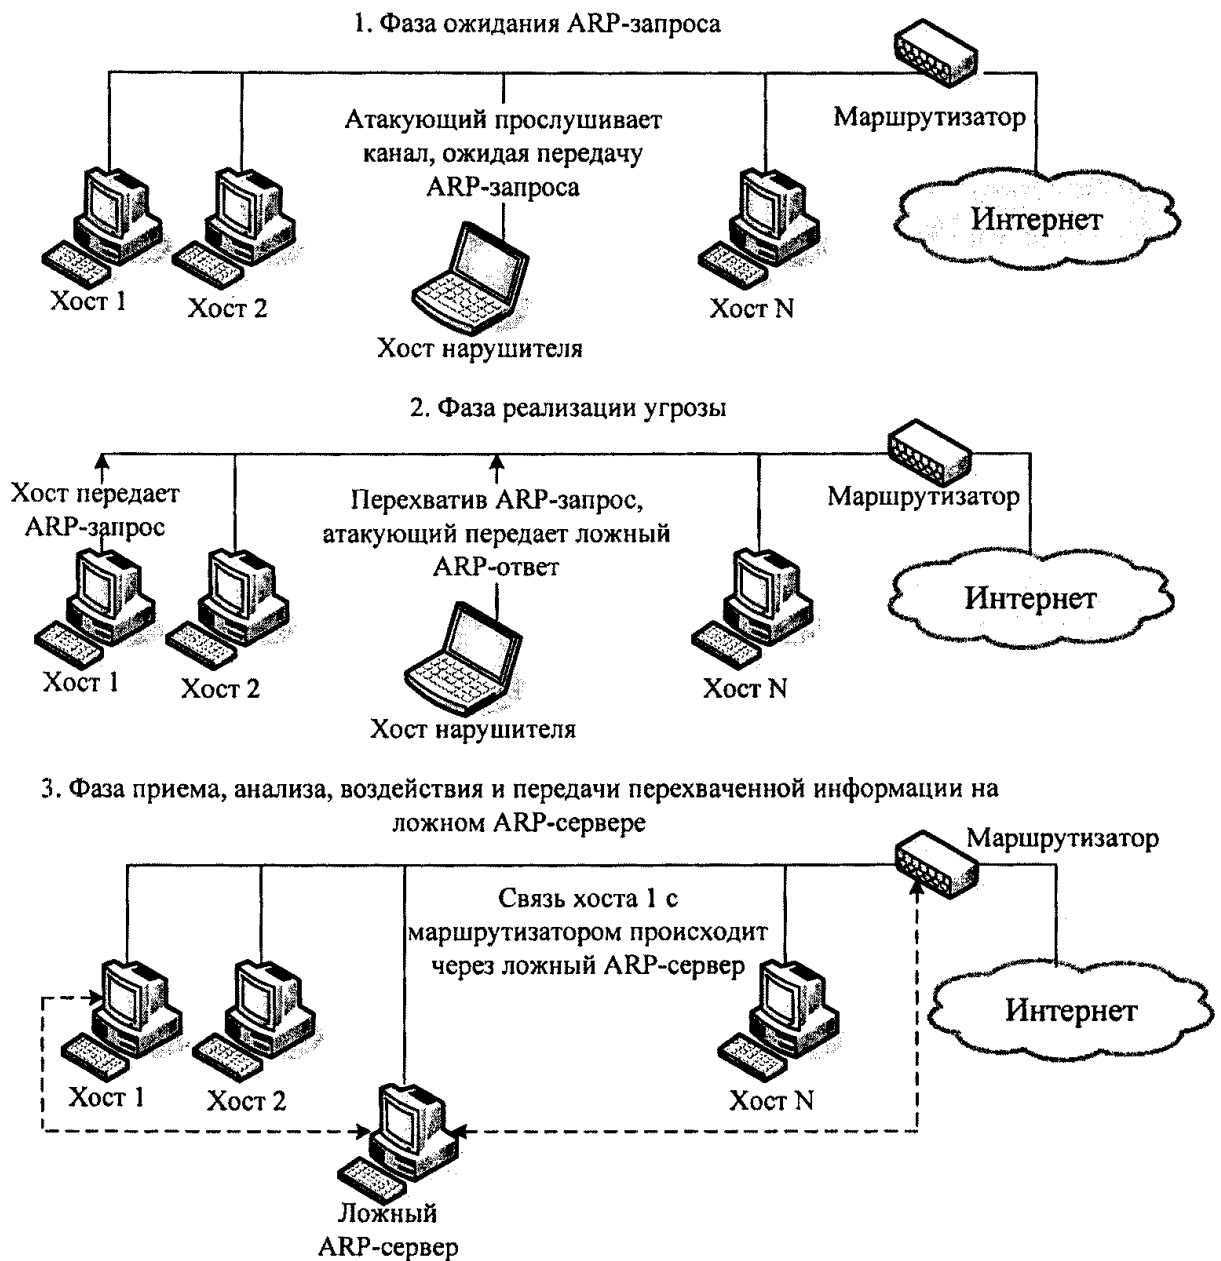 1. Фаза ожидания ARP-запроса
Маршрутизатор
Атакующий прослушивает
канал, ожидая передачу
ARP-запроса
Интернет
Хост 1
Хост 2
Хост N
Хост нарушителя
2. Фаза реализации угрозы
Хост передает
ARP-запрос
Перехватив ARP-запрос,
атакующий передает ложный
ARP-ответ
Маршрутизатор
Интернет
Хост 1
Хост 2
Хост N
Хост нарушителя
3. Фаза приема, анализа, воздействия и передачи перехваченной информации на
ложном ARP-сервере
Маршрутизатор
Связь хоста 1 с
маршрутизатором происходит
через ложный ARP-сервер
Интернет
Хост 1
Хост 2
Хост N
Ложный
ARP-сервер